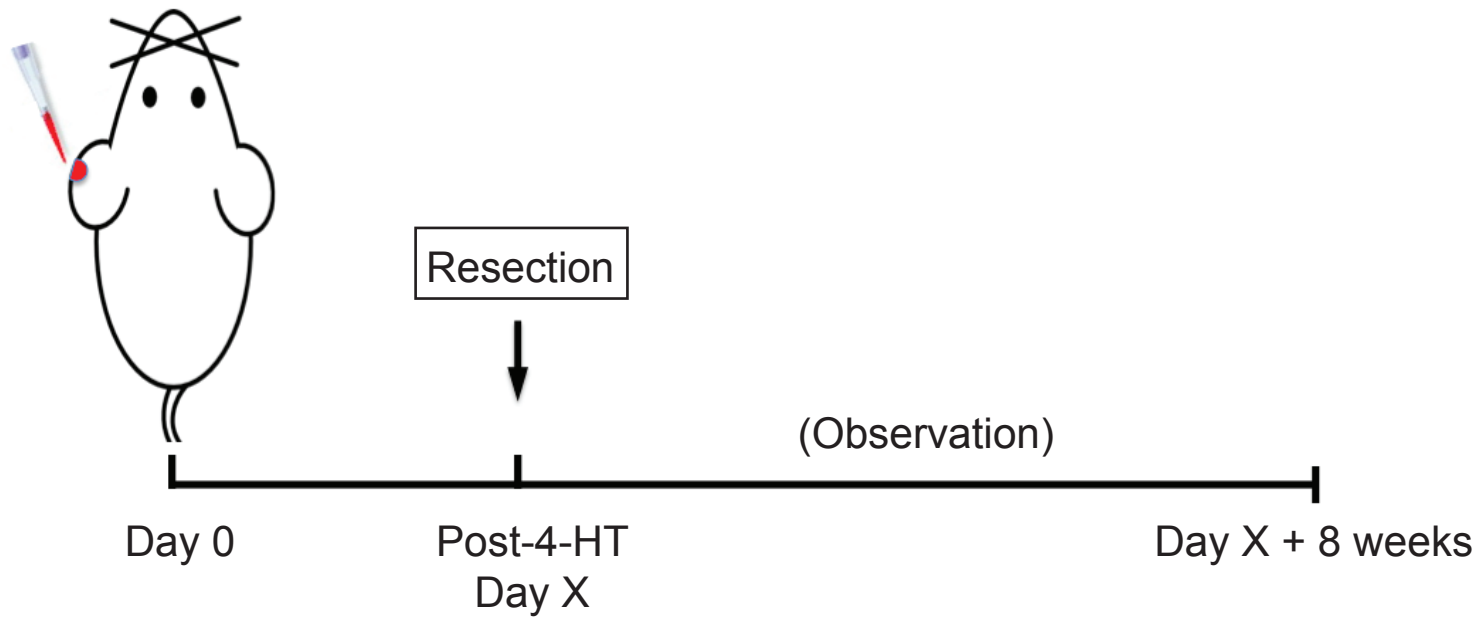 Resection
(Observation)
Day 0
Post-4-HT
Day X
Day X + 8 weeks